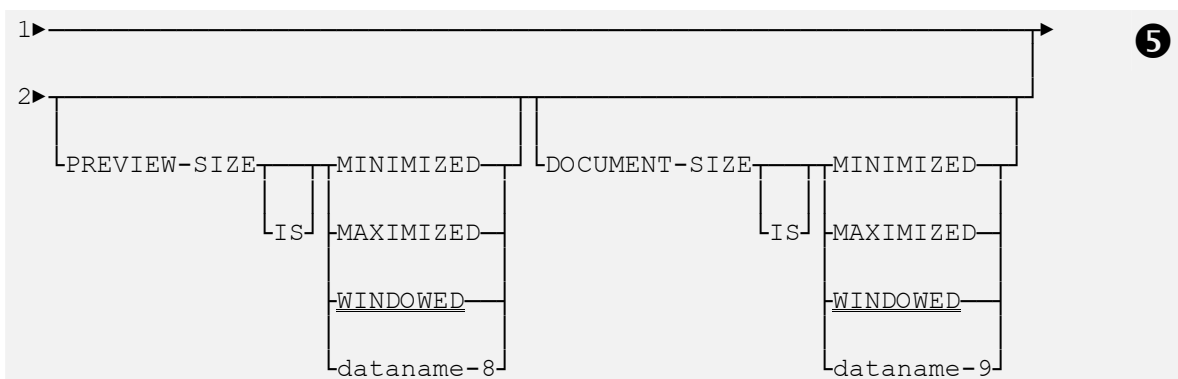 1►
❺
2►
PREVIEW-SIZE MINIMIZED DOCUMENT-SIZE MINIMIZED
IS MAXIMIZED IS MAXIMIZED
WINDOWED WINDOWED
dataname-8 dataname-9